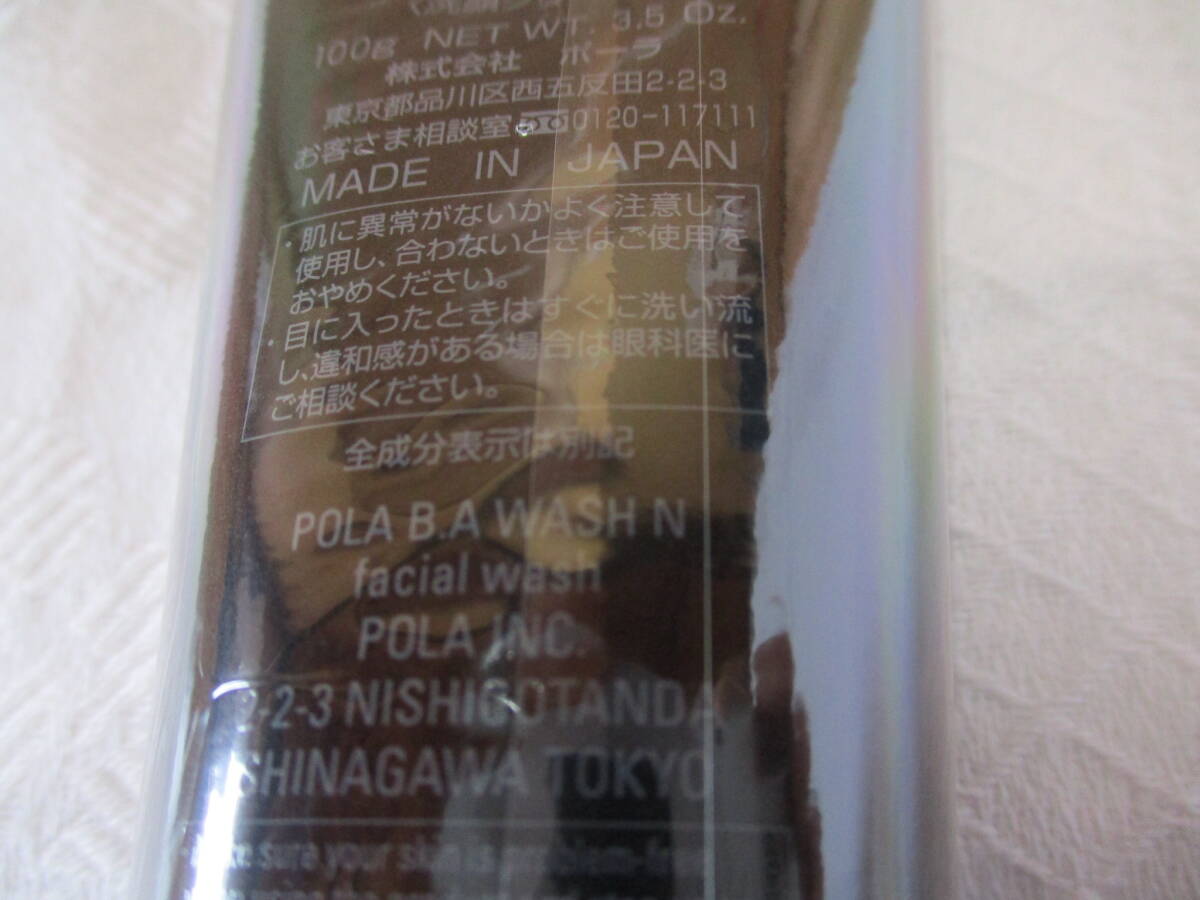 100g NET WT. 3.5 Oz.
株式会社 ポーラ
東京都品川区西五反田2-2-3
お客さま相談室 0120-117111
MADE IN JAPAN
・肌に異常がないかよく注意して
使用し、合わないときはご使用を
おやめください。
・目に入ったときはすぐに洗い流
し、違和感がある場合は眼科医に
ご相談ください。
全成分表示は別記
POLA B.A WASH N
facial wash
POLA INC.
2-2-3 NISHIGOTANDA
SHINAGAWA TOKYO
sure your skin is problem-free